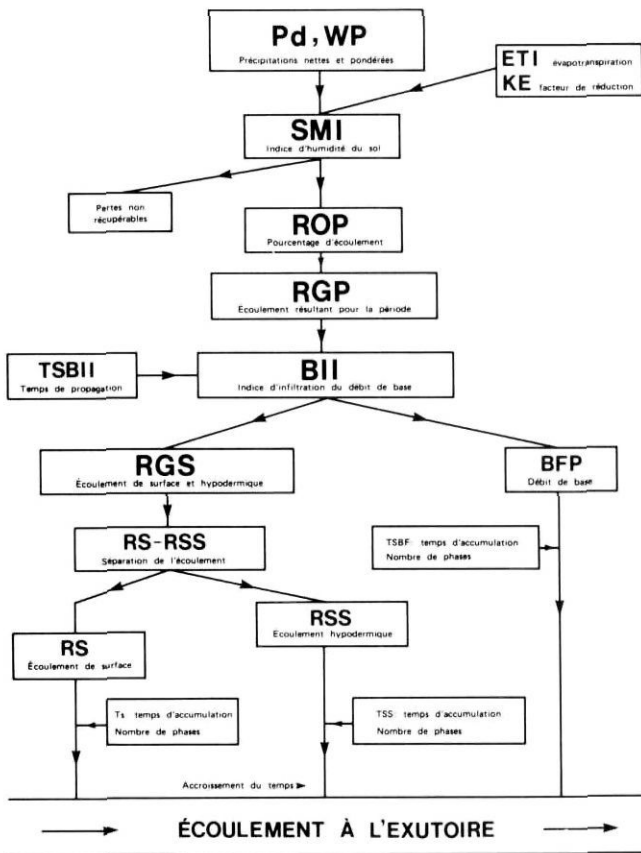 Pd, WP
Précipitations nettes et pondérées
ETI évapotranspiration
KE facteur de réduction
SMI
Indice d'humidité du sol
Pertes non
récupérables
ROP
Pourcentage d'écoulement
RGP
Écoulement résultant pour la période
TSBII
Temps de propagation
BII
Indice d'infiltration du débit de base
RGS
Écoulement de surface et hypodermique
BFP
Débit de base
RS-RSS
Séparation de l'écoulement
TSBF: temps d'accumulation
Nombre de phases
RS
Écoulement de surface
RSS
Ecoulement hypodermique
Ts temps d'accumulation
Nombre de phases
TSS: temps d'accumulation
Nombre de phases
Accroissement du temps
ÉCOULEMENT À L'EXUTOIRE